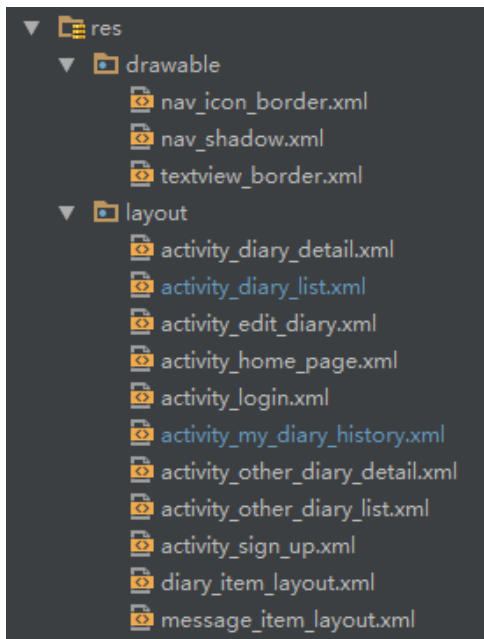 res
drawable
nav_icon_border.xml
nav_shadow.xml
textview_border.xml
layout
activity_diary_detail.xml
activity_diary_list.xml
activity_edit_diary.xml
activity_home_page.xml
activity_login.xml
activity_my_diary_history.xml
activity_other_diary_detail.xml
activity_other_diary_list.xml
activity_sign_up.xml
diary_item_layout.xml
message_item_layout.xml